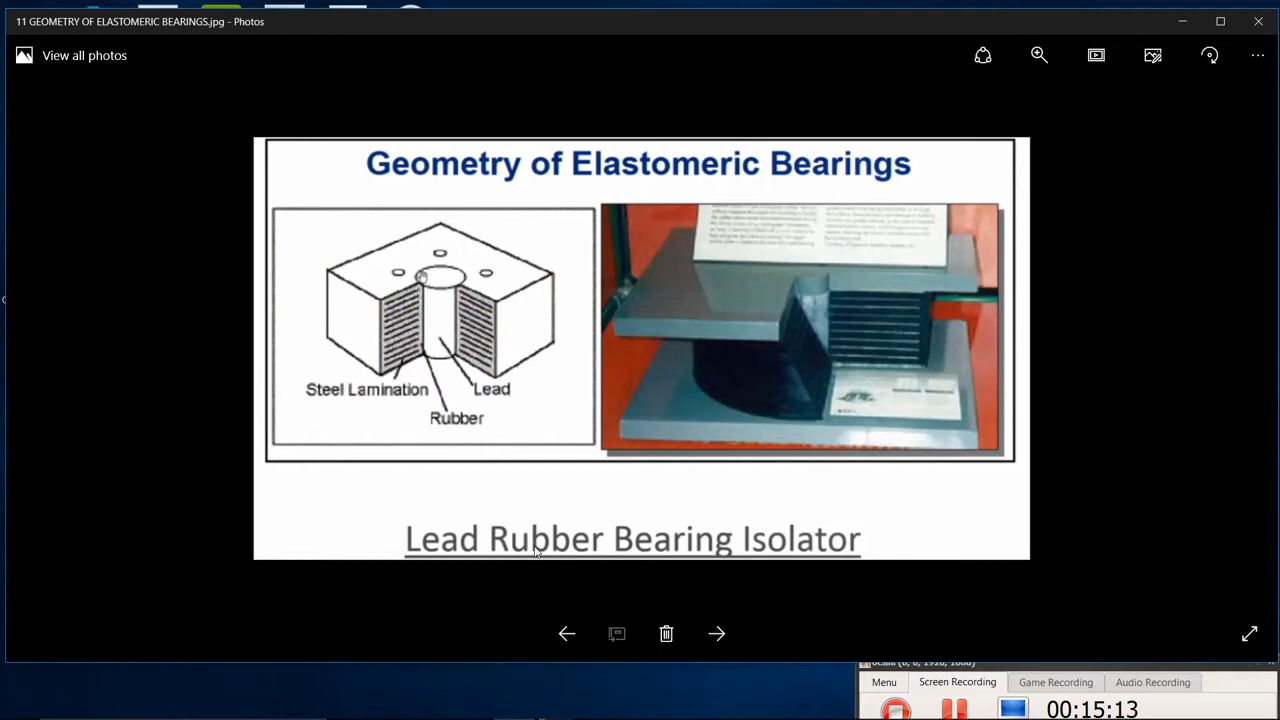 11 GEOMETRY OF ELASTOMERIC BEARINGS.jpg - Photos
View all photos
Geometry of Elastomeric Bearings
Steel Lamination
Lead
Rubber
Lead Rubber Bearing Isolator
Menu
Screen Recording
Game Recording
Audio Recording
00:15:13